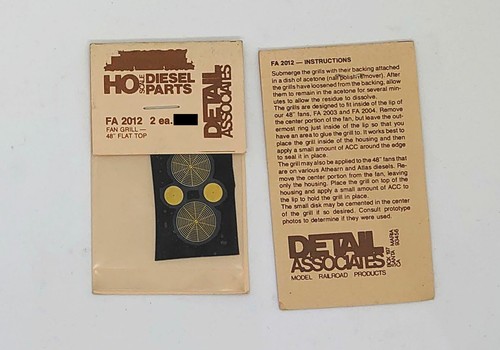 HO SCALE DIESEL PARTS
FA 2012 2 ea.
FAN GRILL —
48" FLAT TOP
DETAIL ASSOCIATES
FA 2012 — INSTRUCTIONS
Submerge the grills with their backing attached
in a dish of acetone (nail polish remover). After
the grills have loosened from the backing, allow
them to remain in the acetone for several min-
utes to allow the residue to dissolve.
The grills are designed to fit inside of the lip of
our 48" fans, FA 2003 and FA 2004. Remove
the center portion of the fan, but leave the out-
ermost ring just inside of the lip so that you
have an area to glue the grill to. It works best to
place the grill inside of the housing and then
apply a small amount of ACC around the edge
to seal it in place.
The grill may also be applied to the 48" fans that
are on various Athearn and Atlas diesels. Re-
move the center portion from the fan, leaving
only the housing. Place the grill on top of the
housing and apply a small amount of ACC to
the lip to hold the grill in place.
The small disk may be cemented in the center
of the grill if so desired. Consult prototype
photos to determine if they were used.
DETAIL
ASSOCIATES
BOX 197
SANTA MARIA
CA 93456
MODEL RAILROAD PRODUCTS